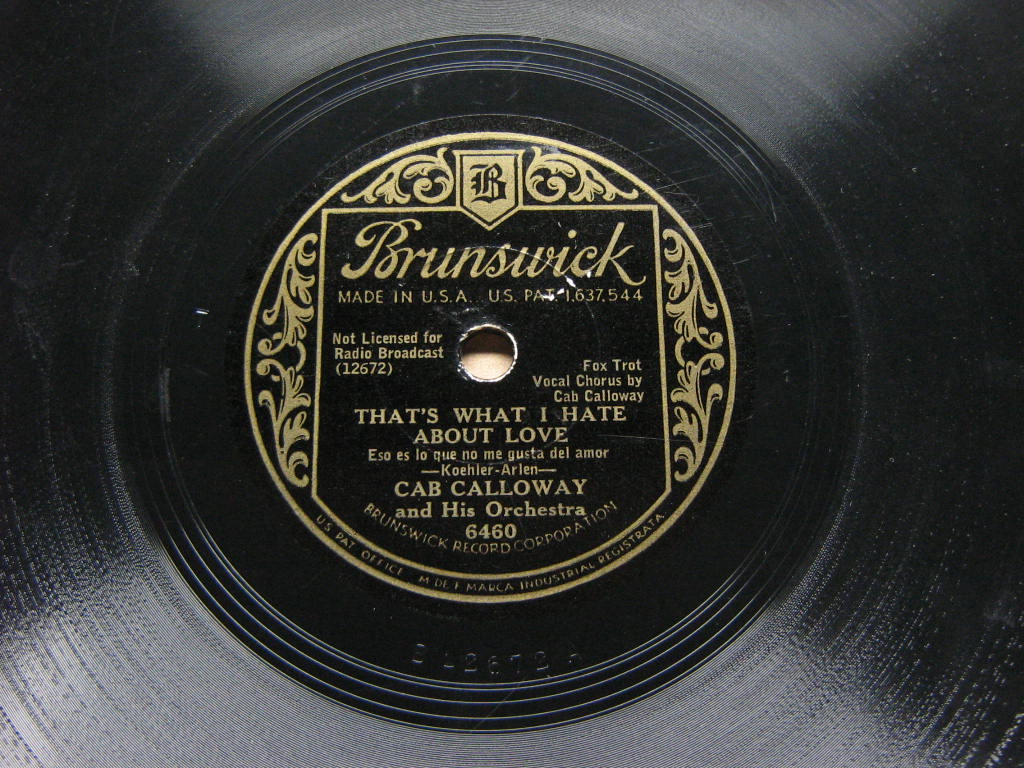 B
Brunswick
MADE IN U.S.A. U.S. PAT. 1,637,544
Not Licensed for
Radio Broadcast
(12672)
Fox Trot
Vocal Chorus by
Cab Calloway
THAT'S WHAT I HATE
ABOUT LOVE
Eso es lo que no me gusta del amor
—Koehler-Arlen—
CAB CALLOWAY
and His Orchestra
6460
BRUNSWICK RECORD CORPORATION
U.S. PAT. OFFICE M. DE F. MARCA INDUSTRIAL REGISTRATA
B 12672 A